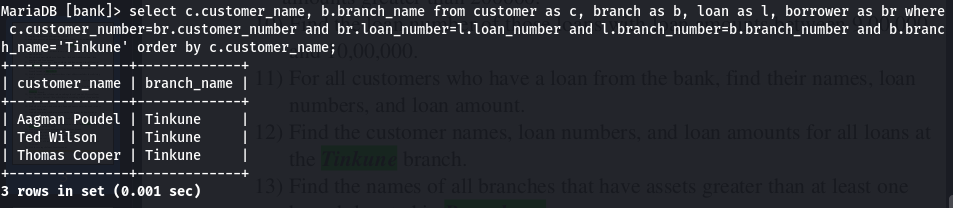 MariaDB [bank]> select c.customer_name, b.branch_name from customer as c, branch as b, loan as l, borrower as br where
c.customer_number=br.customer_number and br.loan_number=l.loan_number and l.branch_number=b.branch_number and b.branc
h_name='Tinkune' order by c.customer_name;
+---------------+-------------+
| customer_name | branch_name |
+---------------+-------------+
| Aagman Poudel | Tinkune     |
| Ted Wilson    | Tinkune     |
| Thomas Cooper | Tinkune     |
+---------------+-------------+
3 rows in set (0.001 sec)
and 10,00,000.
11) For all customers who have a loan from the bank, find their names, loan
numbers, and loan amount.
12) Find the customer names, loan numbers, and loan amounts for all loans at
the Tinkune branch.
13) Find the names of all branches that have assets greater than at least one